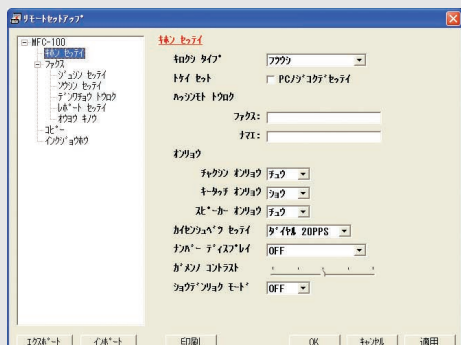 リモートセットアップ
MFC-100
キホン セッテイ
ファクス
ジュシン セッテイ
ソウシン セッテイ
デンワチョウ トウロク
レポート セッテイ
オウヨウ キノウ
コピー
インクジョウホウ
キホン セッテイ
キロクシ タイプ
フツウシ
トケイ セット
PCノジコクデセッテイ
ハッシンモト トウロク
ファクス:
ナマエ:
オンリョウ
チャクシン オンリョウ チュウ
キータッチ オンリョウ ショウ
スピーカー オンリョウ チュウ
カイセンシュベツ セッテイ ダイヤル 20PPS
ナンバー ディスプレイ OFF
ガメンノ コントラスト
ショウデンリョク モード OFF
エクスポート インポート 印刷 OK キャンセル 適用